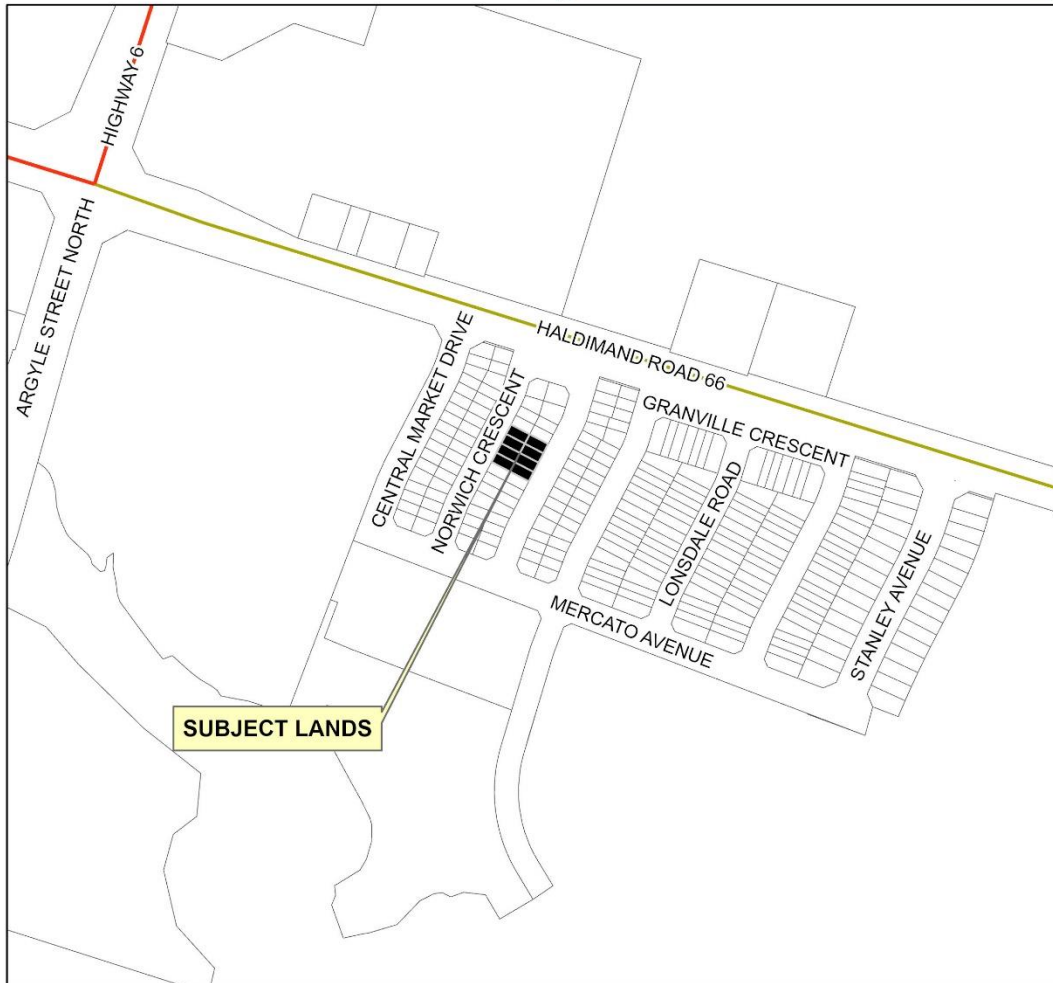 HIGHWAY 6
ARGYLE STREET NORTH
HALDIMAND ROAD 66
CENTRAL MARKET DRIVE
NORWICH CRESCENT
GRANVILLE CRESCENT
LONSDALE ROAD
STANLEY AVENUE
MERCATO AVENUE
SUBJECT LANDS